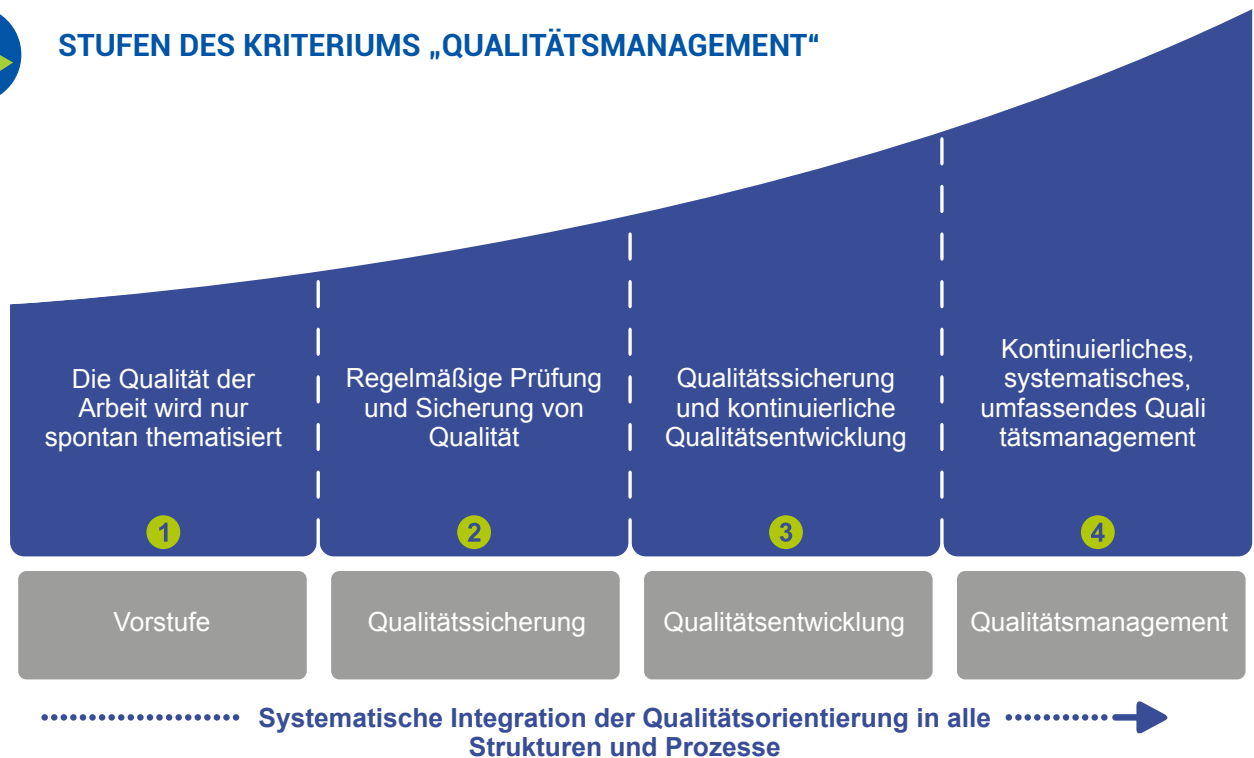 STUFEN DES KRITERIUMS „QUALITÄTSMANAGEMENT“
Die Qualität der
Arbeit wird nur
spontan thematisiert
1
Vorstufe
Regelmäßige Prüfung
und Sicherung von
Qualität
2
Qualitätssicherung
Qualitätssicherung
und kontinuierliche
Qualitätsentwicklung
3
Qualitätsentwicklung
Kontinuierliches,
systematisches,
umfassendes Quali
tätsmanagement
4
Qualitätsmanagement
Systematische Integration der Qualitätsorientierung in alle
Strukturen und Prozesse